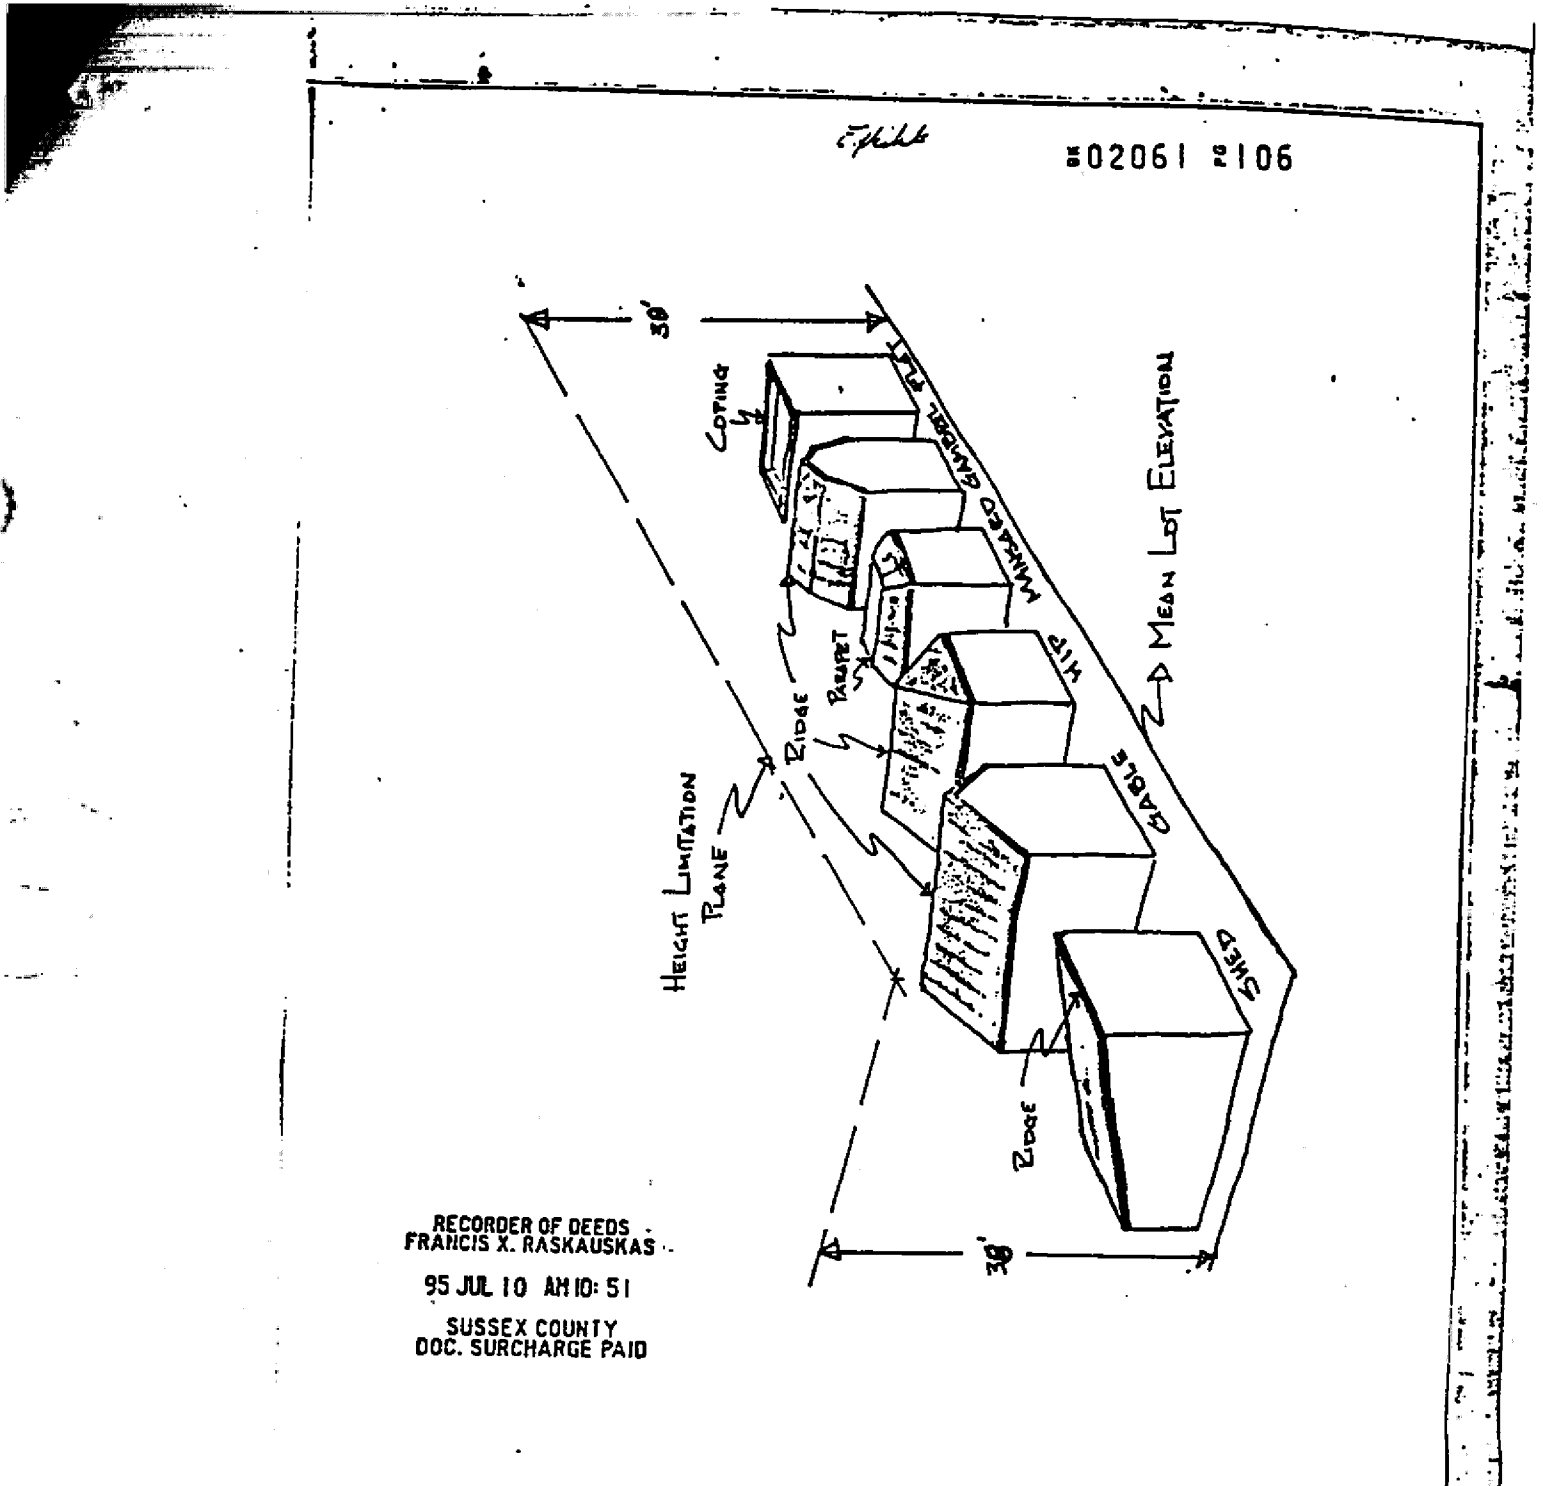 Exhibit
BK 02061 PG 106
30'
COPING
FLAT
GAMBREL
MANSARD
HIP
GABLE
SHED
PARAPET
RIDGE
MEAN LOT ELEVATION
HEIGHT LIMITATION
PLANE
RIDGE
30'
RECORDER OF DEEDS
FRANCIS X. RASKAUSKAS
95 JUL 10 AM 10:51
SUSSEX COUNTY
DOC. SURCHARGE PAID